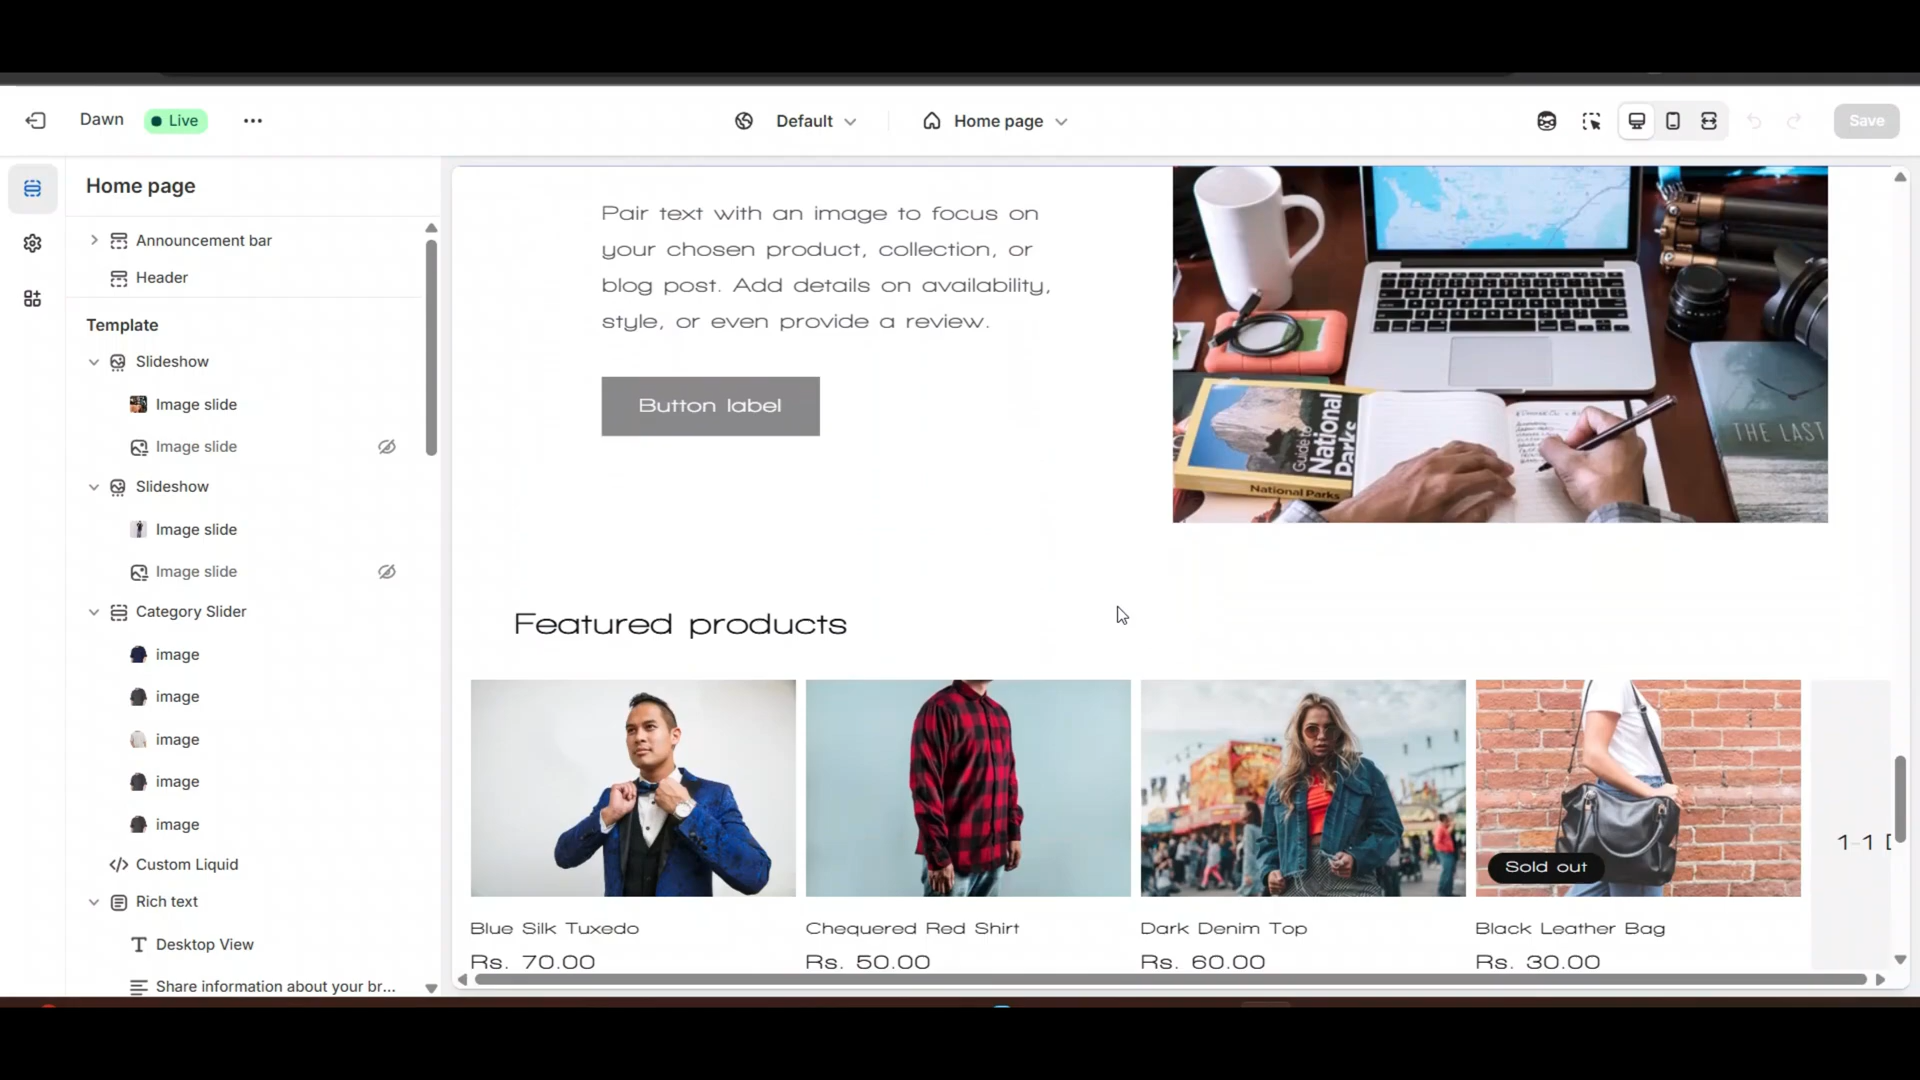 Dawn
Live
Default
Home page
Save
Home page
Announcement bar
Header
Template
Slideshow
Image slide
Image slide
Slideshow
Image slide
Image slide
Category Slider
image
image
image
image
image
Custom Liquid
Rich text
Desktop View
Share information about your br...
Pair text with an image to focus on
your chosen product, collection, or
blog post. Add details on availability,
style, or even provide a review.
Button label
Guide to
National
Parks
National Parks
THE LAST
Featured products
Sold out
1-1
Blue Silk Tuxedo
Rs. 70.00
Chequered Red Shirt
Rs. 50.00
Dark Denim Top
Rs. 60.00
Black Leather Bag
Rs. 30.00